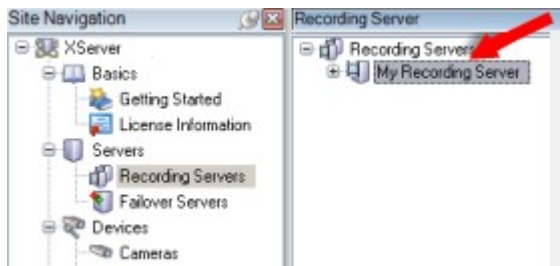 Site Navigation
XServer
Basics
Getting Started
License Information
Servers
Recording Servers
Failover Servers
Devices
Cameras
Recording Server
Recording Servers
My Recording Server